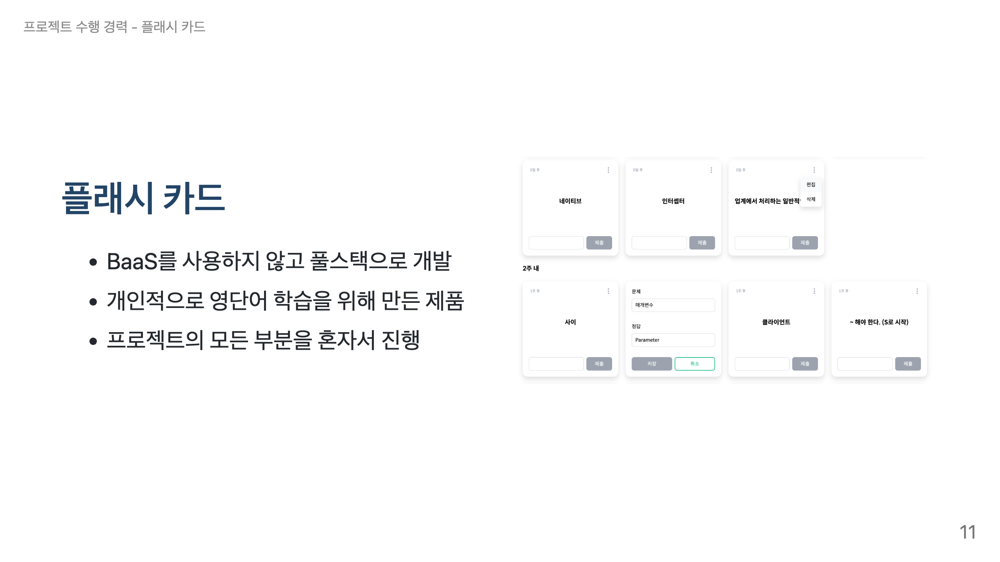 프로젝트 수행 경력 - 플래시 카드
플래시 카드
• BaaS를 사용하지 않고 풀스택으로 개발
• 개인적으로 영단어 학습을 위해 만든 제품
• 프로젝트의 모든 부분을 혼자서 진행
5일 후
네이티브
제출
5일 후
인터셉터
제출
5일 후
편집
삭제
업계에서 처리하는
제출
2주 내
1주 후
사이
제출
문제
매개변수
정답
Parameter
저장 취소
1주 후
클라이언트
제출
1주 후
~ 해야 한다. (S로 시작)
제출
11